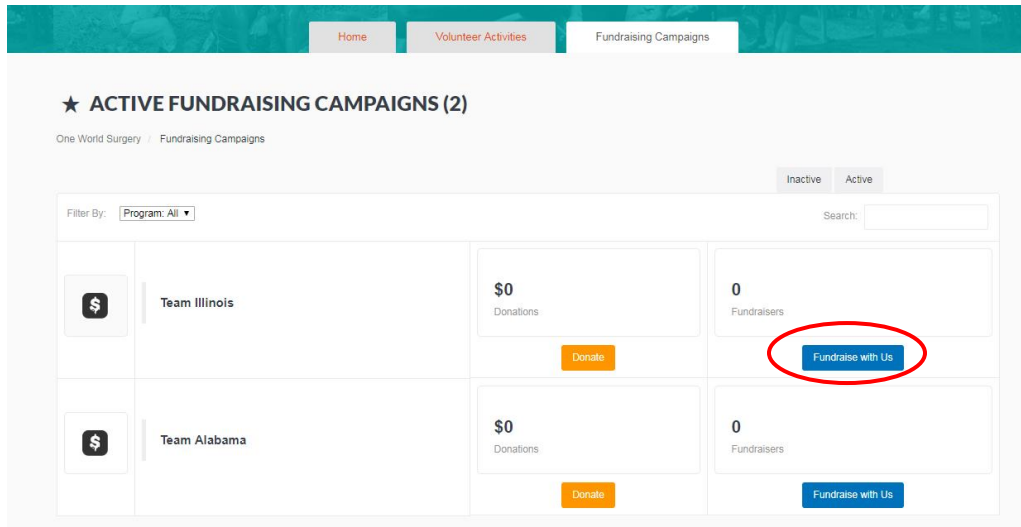 Home Volunteer Activities Fundraising Campaigns
★ ACTIVE FUNDRAISING CAMPAIGNS (2)
One World Surgery / Fundraising Campaigns
Inactive Active
Filter By: Program: All ▼ Search:
$ Team Illinois
$0
Donations
Donate
0
Fundraisers
Fundraise with Us
$ Team Alabama
$0
Donations
Donate
0
Fundraisers
Fundraise with Us